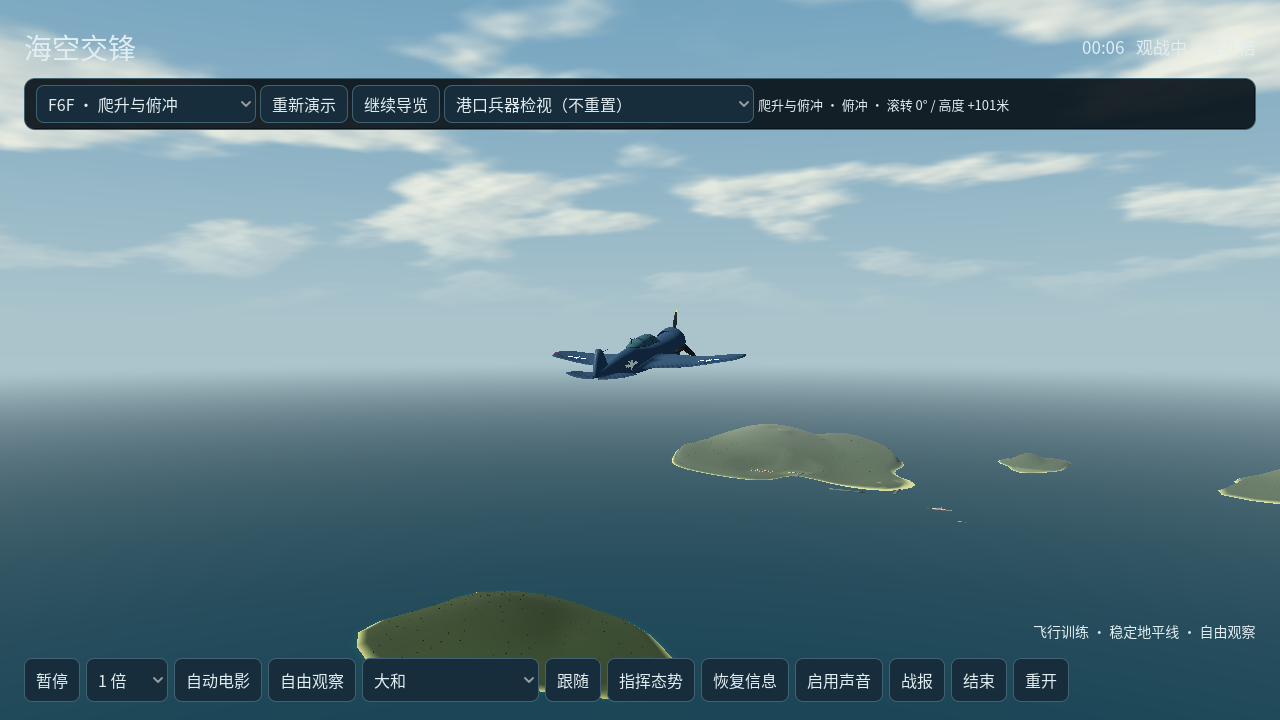 海空交锋
00:06 观战中
F6F · 爬升与俯冲
重新演示
继续导览
港口兵器检视（不重置）
爬升与俯冲 · 俯冲 · 滚转 0° / 高度 +101米
飞行训练 · 稳定地平线 · 自由观察
暂停
1 倍
自动电影
自由观察
大和
跟随
指挥态势
恢复信息
启用声音
战报
结束
重开